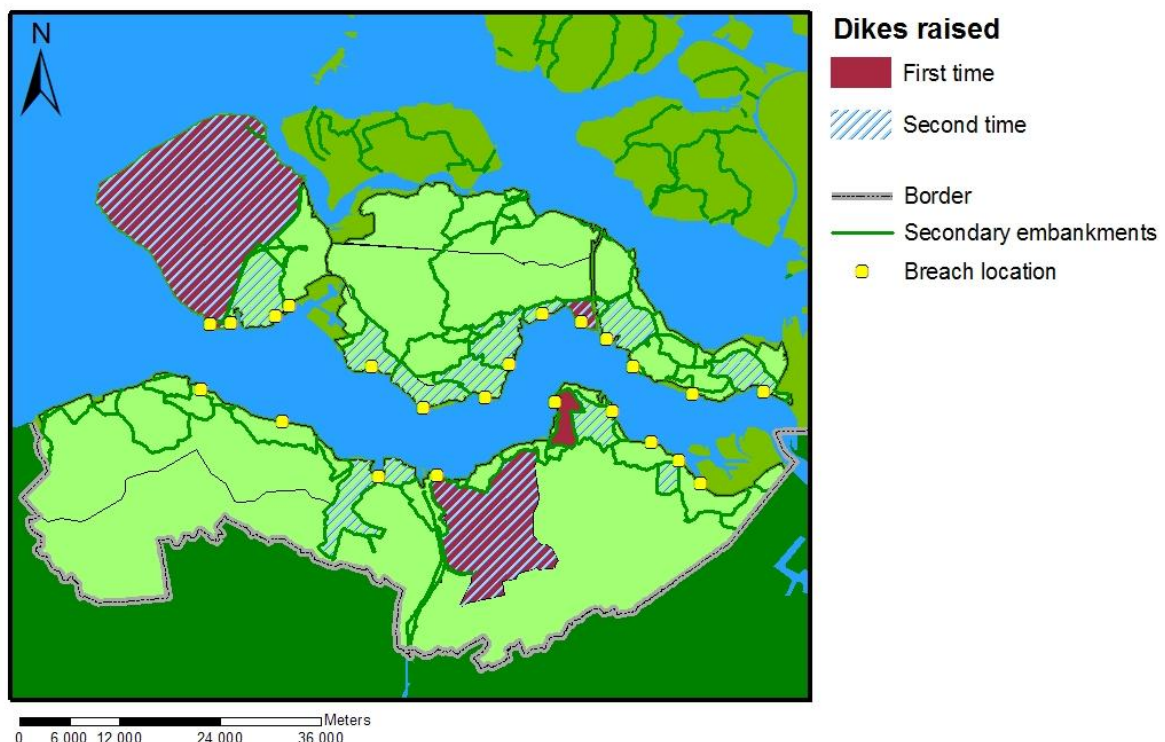 N
Dikes raised
First time
Second time
Border
Secondary embankments
Breach location
Meters
0 6 000 12 000 24 000 36 000